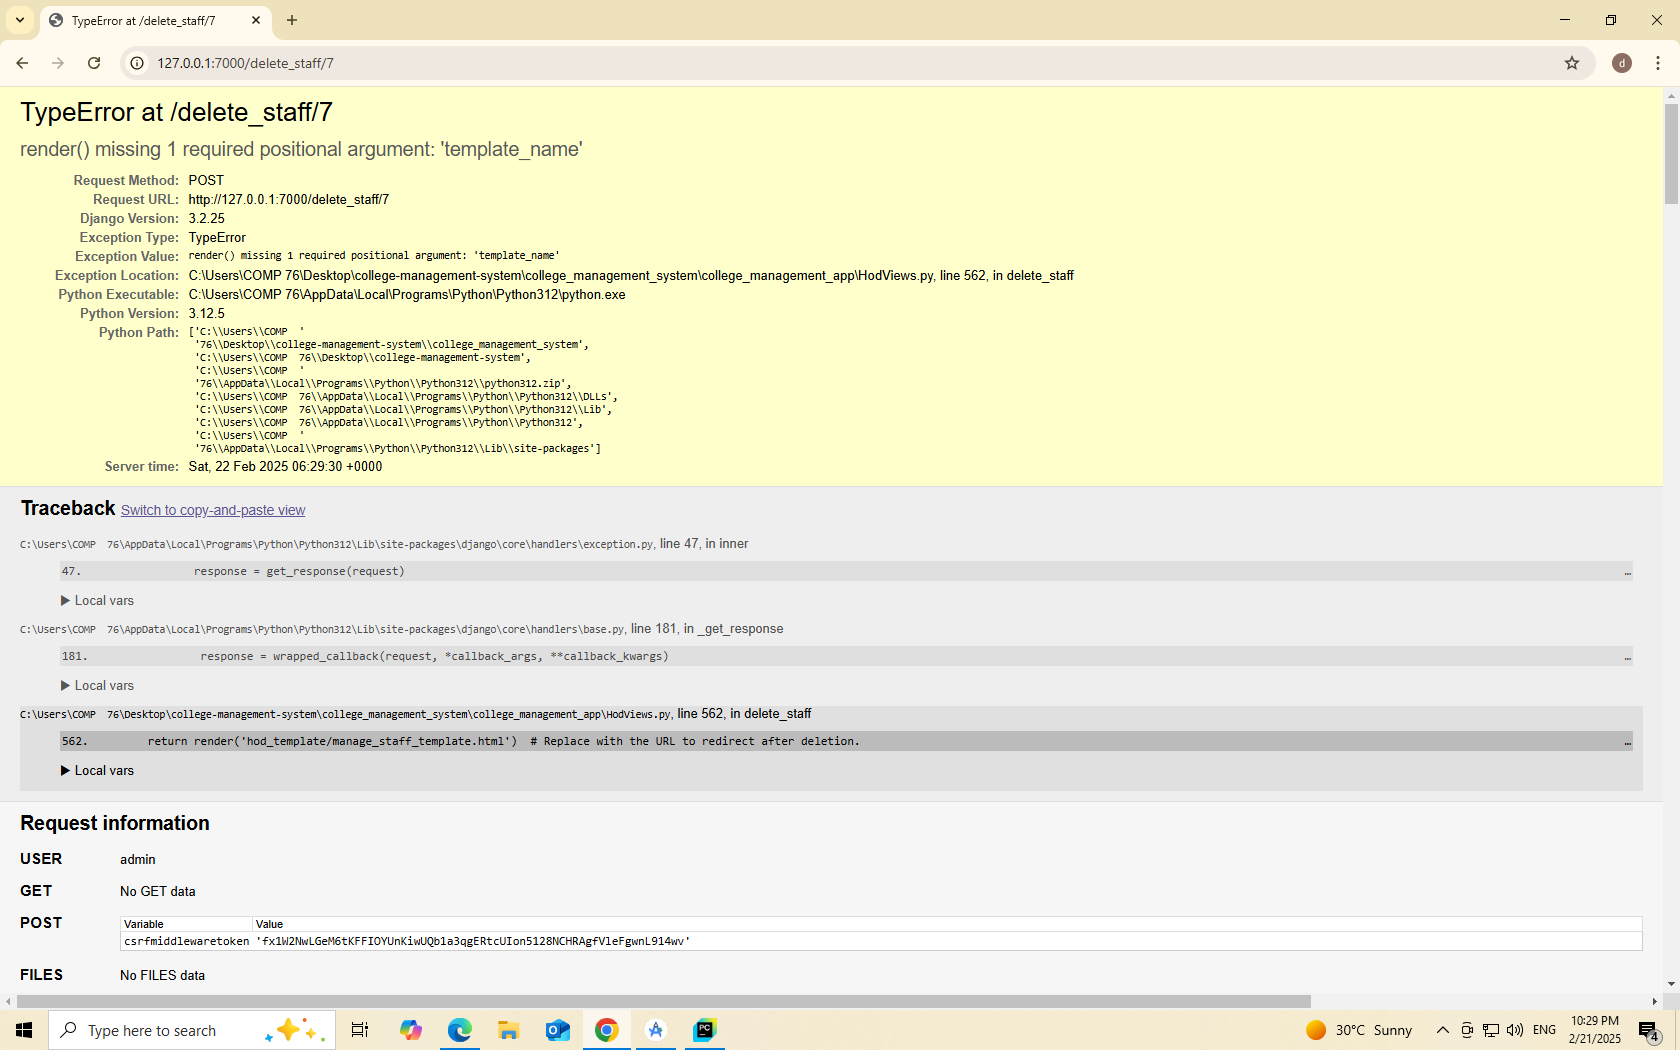 TypeError at /delete_staff/7
127.0.0.1:7000/delete_staff/7
d
TypeError at /delete_staff/7
render() missing 1 required positional argument: 'template_name'
Request Method: POST
Request URL: http://127.0.0.1:7000/delete_staff/7
Django Version: 3.2.25
Exception Type: TypeError
Exception Value: render() missing 1 required positional argument: 'template_name'
Exception Location: C:\Users\COMP 76\Desktop\college-management-system\college_management_system\college_management_app\HodViews.py, line 562, in delete_staff
Python Executable: C:\Users\COMP 76\AppData\Local\Programs\Python\Python312\python.exe
Python Version: 3.12.5
Python Path: ['C:\\Users\\COMP  '
'76\\Desktop\\college-management-system\\college_management_system',
'C:\\Users\\COMP  76\\Desktop\\college-management-system',
'C:\\Users\\COMP  '
'76\\AppData\\Local\\Programs\\Python\\Python312\\python312.zip',
'C:\\Users\\COMP  76\\AppData\\Local\\Programs\\Python\\Python312\\DLLs',
'C:\\Users\\COMP  76\\AppData\\Local\\Programs\\Python\\Python312\\Lib',
'C:\\Users\\COMP  76\\AppData\\Local\\Programs\\Python\\Python312',
'C:\\Users\\COMP  '
'76\\AppData\\Local\\Programs\\Python\\Python312\\Lib\\site-packages']
Server time: Sat, 22 Feb 2025 06:29:30 +0000
Traceback Switch to copy-and-paste view
C:\Users\COMP  76\AppData\Local\Programs\Python\Python312\Lib\site-packages\django\core\handlers\exception.py, line 47, in inner
47. response = get_response(request) …
▶ Local vars
C:\Users\COMP  76\AppData\Local\Programs\Python\Python312\Lib\site-packages\django\core\handlers\base.py, line 181, in _get_response
181. response = wrapped_callback(request, *callback_args, **callback_kwargs) …
▶ Local vars
C:\Users\COMP  76\Desktop\college-management-system\college_management_system\college_management_app\HodViews.py, line 562, in delete_staff
562. return render('hod_template/manage_staff_template.html')  # Replace with the URL to redirect after deletion. …
▶ Local vars
Request information
USER admin
GET No GET data
POST Variable Value
csrfmiddlewaretoken 'fx1W2NwLGeM6tKFFIOYUnKiwUQb1a3qgERtcUIon5128NCHRAgfVleFgwnL914wv'
FILES No FILES data
Type here to search
30°C Sunny
ENG
10:29 PM
2/21/2025
4
PC